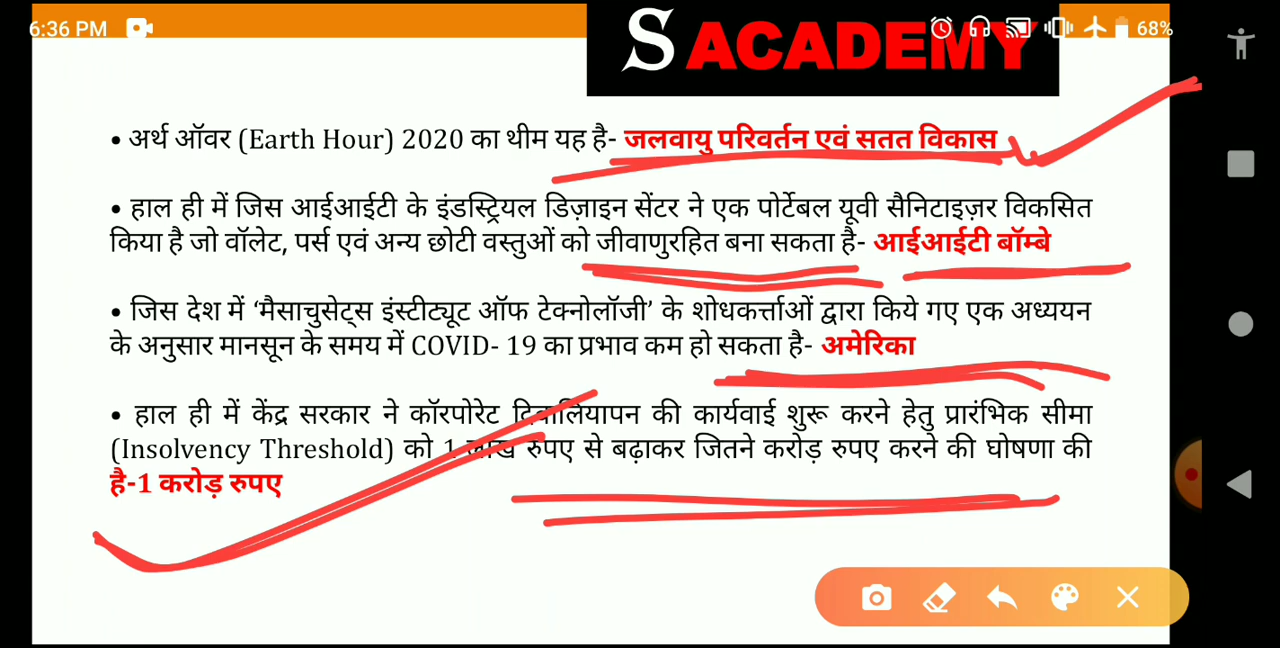 6:36 PM
68%
S ACADEMY
• अर्थ ऑवर (Earth Hour) 2020 का थीम यह है- जलवायु परिवर्तन एवं सतत विकास
• हाल ही में जिस आईआईटी के इंडस्ट्रियल डिज़ाइन सेंटर ने एक पोर्टेबल यूवी सैनिटाइज़र विकसित
किया है जो वॉलेट, पर्स एवं अन्य छोटी वस्तुओं को जीवाणुरहित बना सकता है- आईआईटी बॉम्बे
• जिस देश में ‘मैसाचुसेट्स इंस्टीट्यूट ऑफ टेक्नोलॉजी’ के शोधकर्त्ताओं द्वारा किये गए एक अध्ययन
के अनुसार मानसून के समय में COVID- 19 का प्रभाव कम हो सकता है- अमेरिका
• हाल ही में केंद्र सरकार ने कॉरपोरेट दिवालियापन की कार्यवाई शुरू करने हेतु प्रारंभिक सीमा
(Insolvency Threshold) को 1 लाख रुपए से बढ़ाकर जितने करोड़ रुपए करने की घोषणा की
है-1 करोड़ रुपए